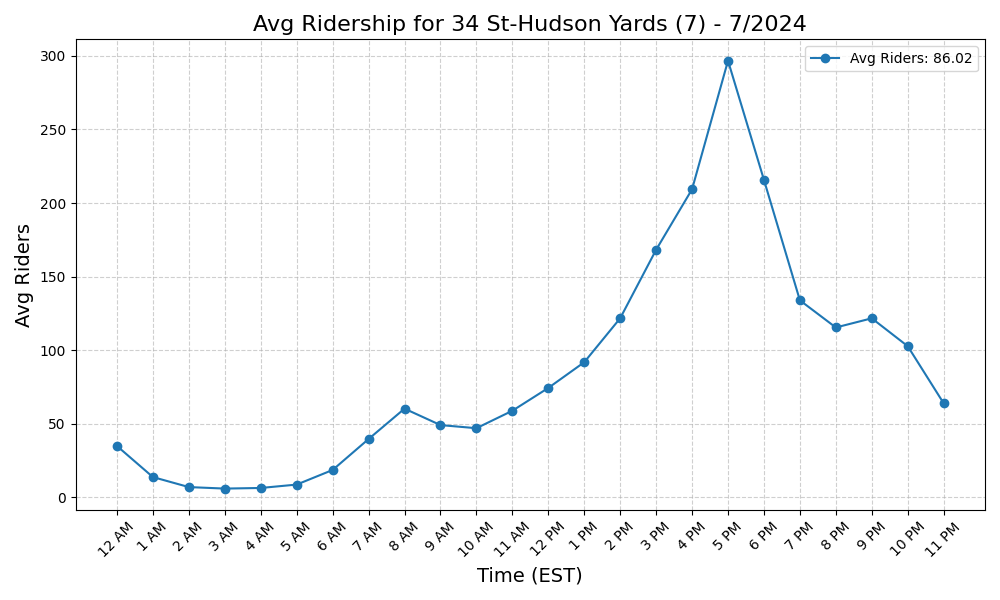 Avg Ridership for 34 St-Hudson Yards (7) - 7/2024
Avg Riders: 86.02
Avg Riders
300
250
200
150
100
50
0
12 AM
1 AM
2 AM
3 AM
4 AM
5 AM
6 AM
7 AM
8 AM
9 AM
10 AM
11 AM
12 PM
1 PM
2 PM
3 PM
4 PM
5 PM
6 PM
7 PM
8 PM
9 PM
10 PM
11 PM
Time (EST)